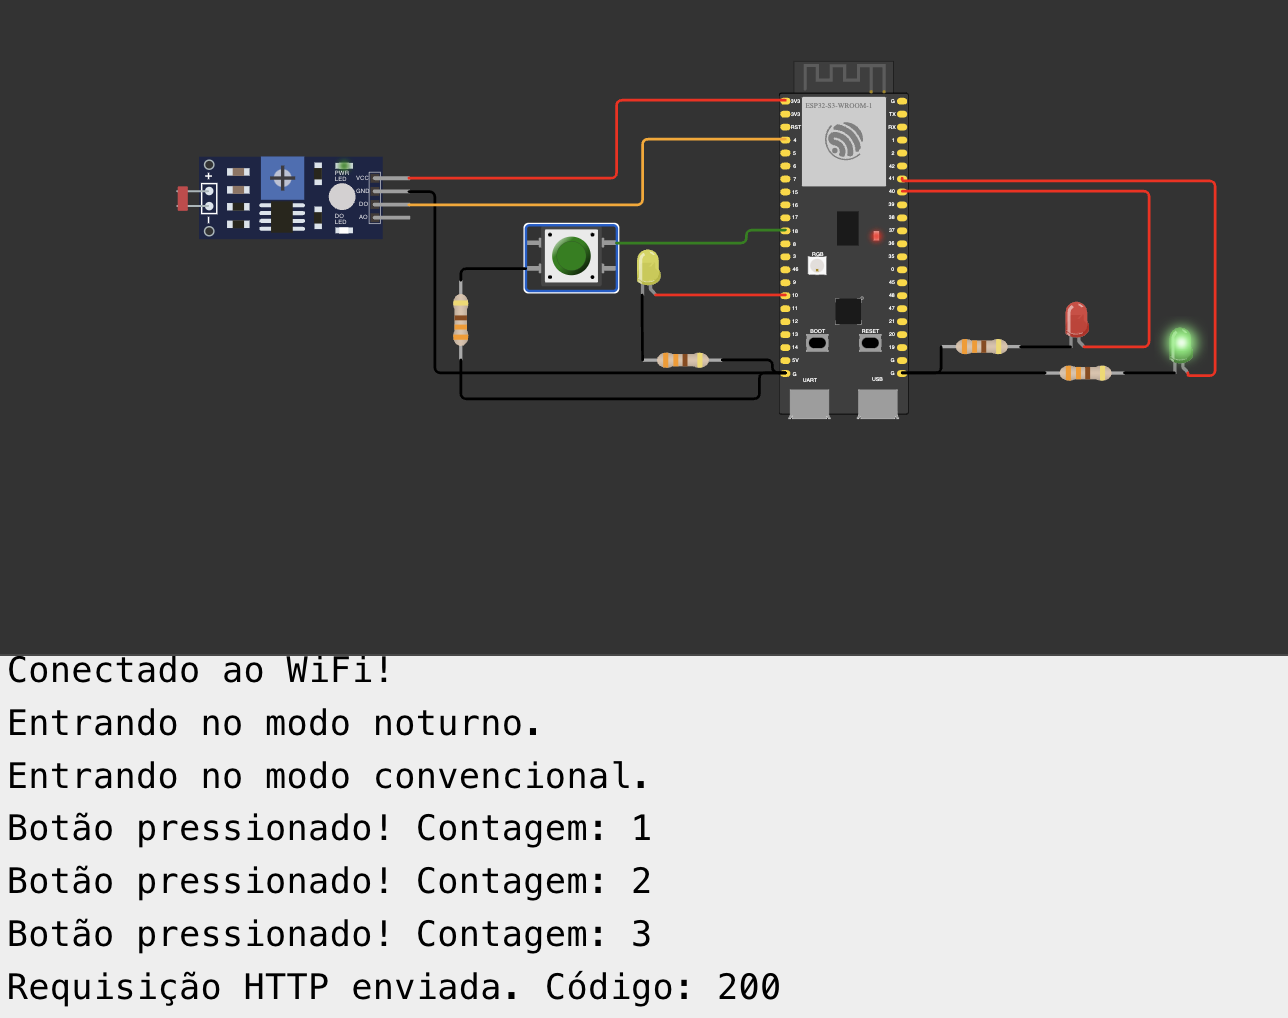 ESP32-S3-WROOM-1
3V3
3V3
RST
4
5
6
7
15
16
17
18
8
3
46
9
10
11
12
13
14
5V
G
G
TX
RX
1
2
42
41
40
39
38
37
36
35
0
45
48
47
21
20
19
G
G
RGB
BOOT
RESET
UART
USB
+
PWR
LED
DO
LED
VCC
GND
DO
AO
Conectado ao WiFi!
Entrando no modo noturno.
Entrando no modo convencional.
Botão pressionado! Contagem: 1
Botão pressionado! Contagem: 2
Botão pressionado! Contagem: 3
Requisição HTTP enviada. Código: 200